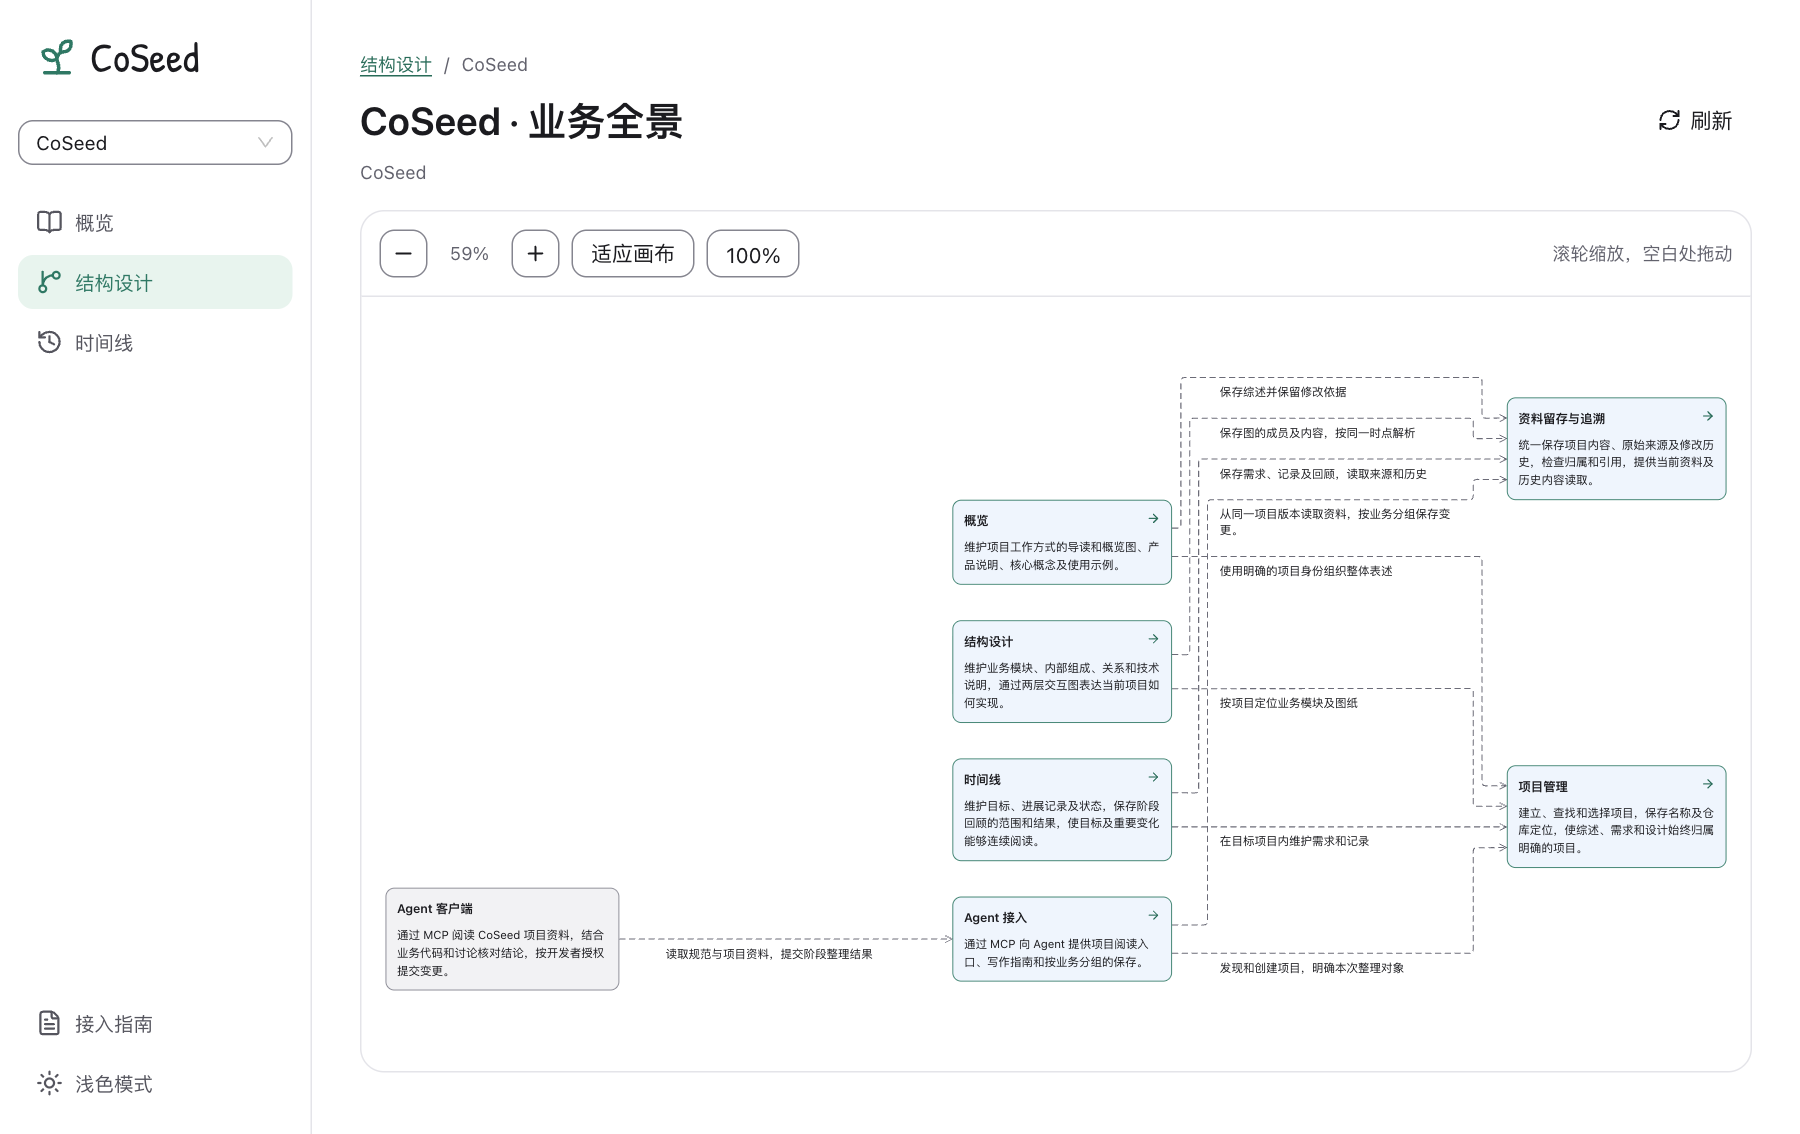 CoSeed
CoSeed
概览
结构设计
时间线
接入指南
浅色模式
结构设计 / CoSeed
CoSeed · 业务全景
刷新
CoSeed
59%
适应画布
100%
滚轮缩放，空白处拖动
保存综述并保留修改依据
保存图的成员及内容，按同一时点解析
保存需求、记录及回顾，读取来源和历史
从同一项目版本读取资料，按业务分组保存变
更。
使用明确的项目身份组织整体表述
按项目定位业务模块及图纸
在目标项目内维护需求和记录
发现和创建项目，明确本次整理对象
资料留存与追溯
统一保存项目内容、原始来源及修改历
史，检查归属和引用，提供当前资料及
历史内容读取。
概览
维护项目工作方式的导读和概览图、产
品说明、核心概念及使用示例。
结构设计
维护业务模块、内部组成、关系和技术
说明，通过两层交互图表达当前项目如
何实现。
时间线
维护目标、进展记录及状态，保存阶段
回顾的范围和结果，使目标及重要变化
能够连续阅读。
项目管理
建立、查找和选择项目，保存名称及仓
库定位，使综述、需求和设计始终归属
明确的项目。
Agent 客户端
通过 MCP 阅读 CoSeed 项目资料，结合
业务代码和讨论核对结论，按开发者授权
提交变更。
读取规范与项目资料，提交阶段整理结果
Agent 接入
通过 MCP 向 Agent 提供项目阅读入
口、写作指南和按业务分组的保存。